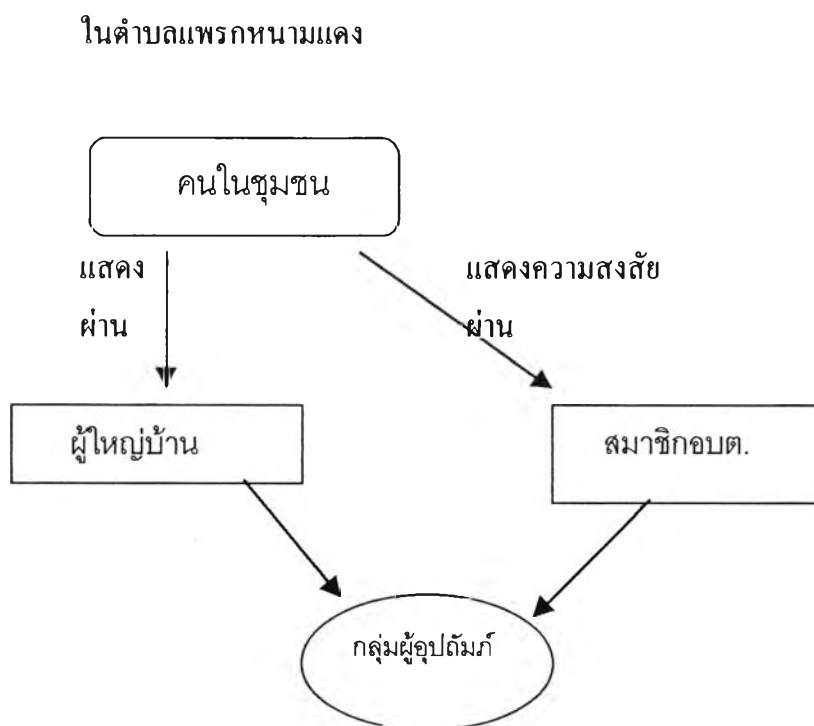 ในตำบลแพรกหนามแดง
คนในชุมชน
แสดง
ผ่าน
แสดงความสงสัย
ผ่าน
ผู้ใหญ่บ้าน
สมาชิกอบต.
กลุ่มผู้อุปถัมภ์